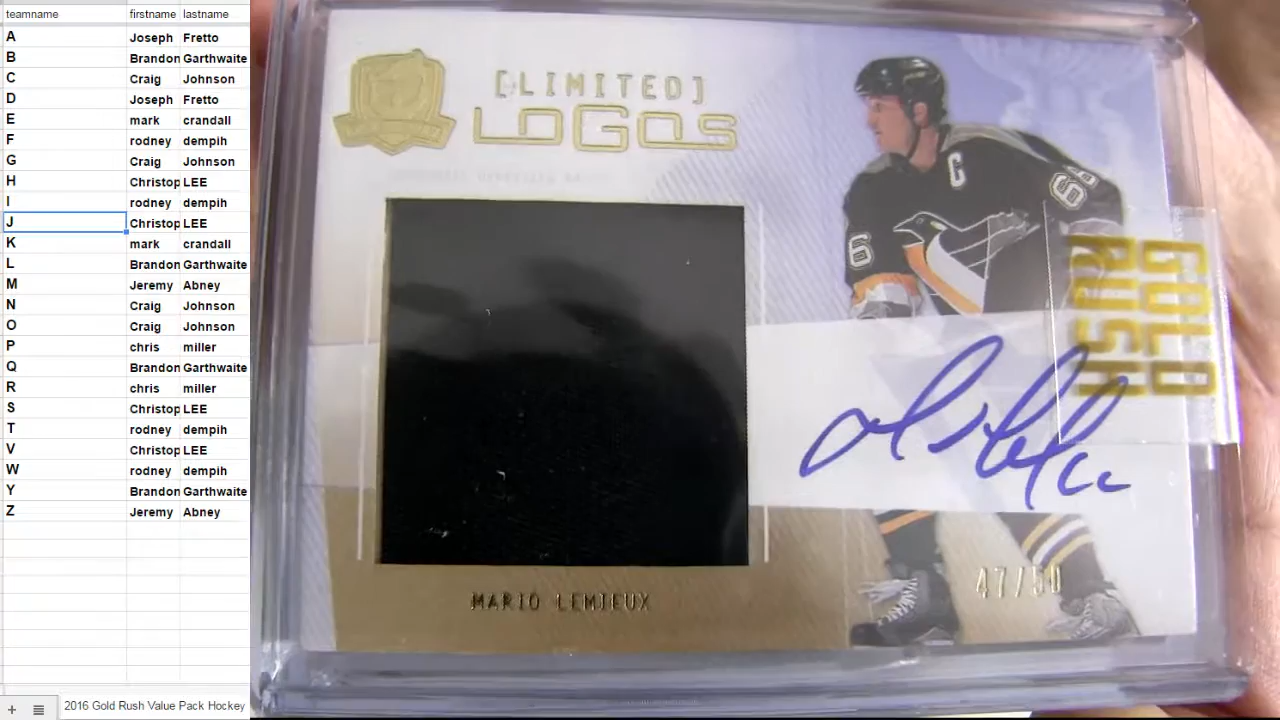 teamname firstname lastname
A Joseph Fretto
B Brandon Garthwaite
C Craig Johnson
D Joseph Fretto
E mark crandall
F rodney dempih
G Craig Johnson
H Christop LEE
I rodney dempih
J Christop LEE
K mark crandall
L Brandon Garthwaite
M Jeremy Abney
N Craig Johnson
O Craig Johnson
P chris miller
Q Brandon Garthwaite
R chris miller
S Christop LEE
T rodney dempih
V Christop LEE
W rodney dempih
Y Brandon Garthwaite
Z Jeremy Abney
2016 Gold Rush Value Pack Hockey
[LIMITED]
LOGOS
C
66
6
GOLD
RUSH
47/50
MARIO LEMIEUX